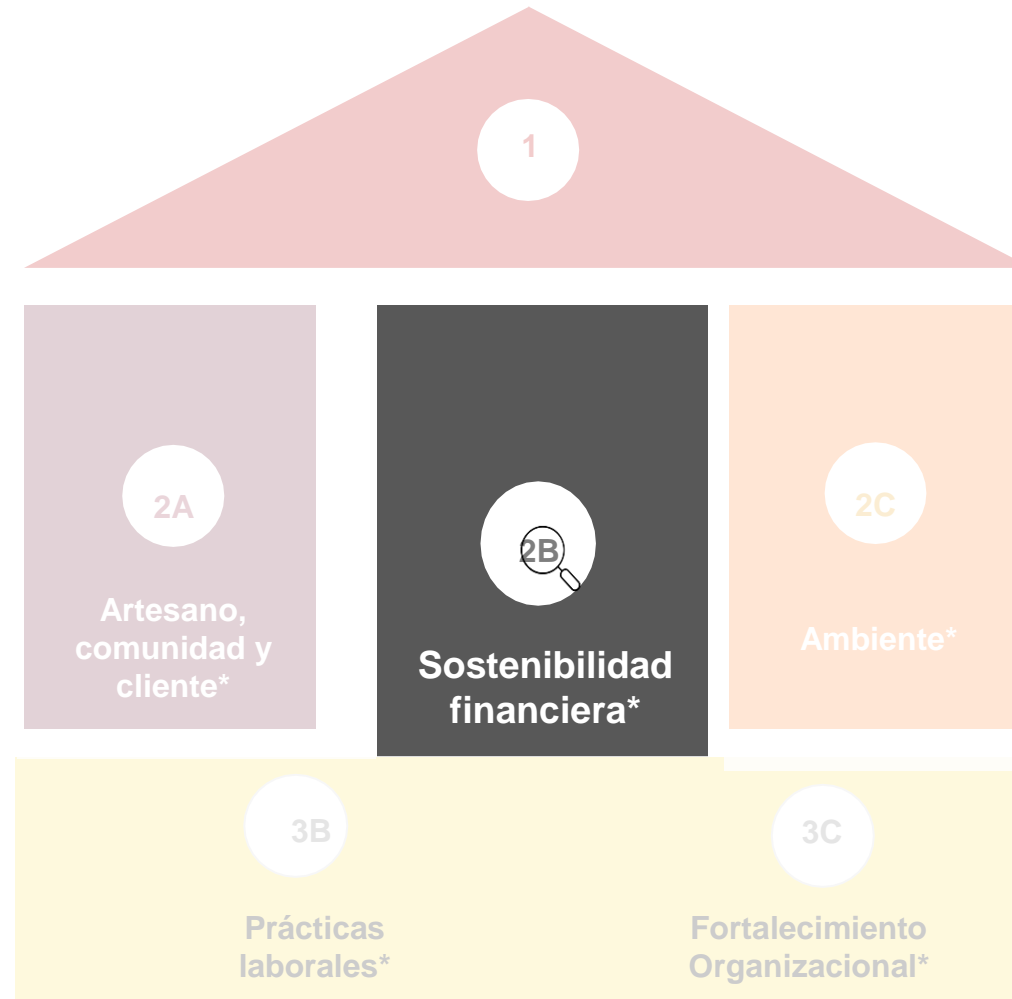 1
2A
Artesano,
comunidad y
cliente*
2B
Sostenibilidad
financiera*
2C
Ambiente*
3B
Prácticas
laborales*
3C
Fortalecimiento
Organizacional*